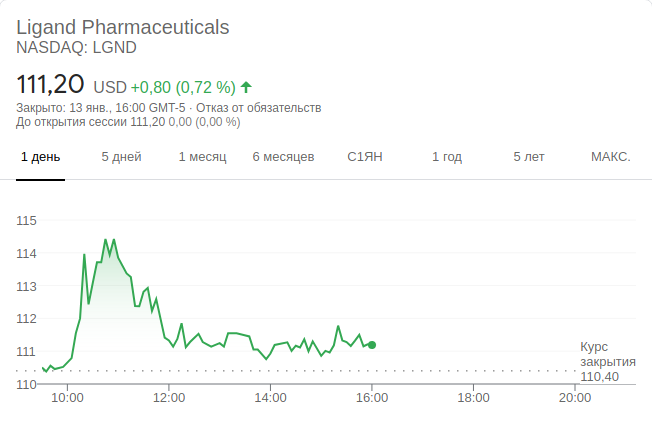 Ligand Pharmaceuticals
NASDAQ: LGND
111,20 USD +0,80 (0,72 %)
Закрыто: 13 янв., 16:00 GMT-5 · Отказ от обязательств
До открытия сессии 111,20 0,00 (0,00 %)
1 день 5 дней 1 месяц 6 месяцев С1ЯН 1 год 5 лет МАКС.
115
114
113
112
111
110
Курс
закрытия
110,40
10:00 12:00 14:00 16:00 18:00 20:00